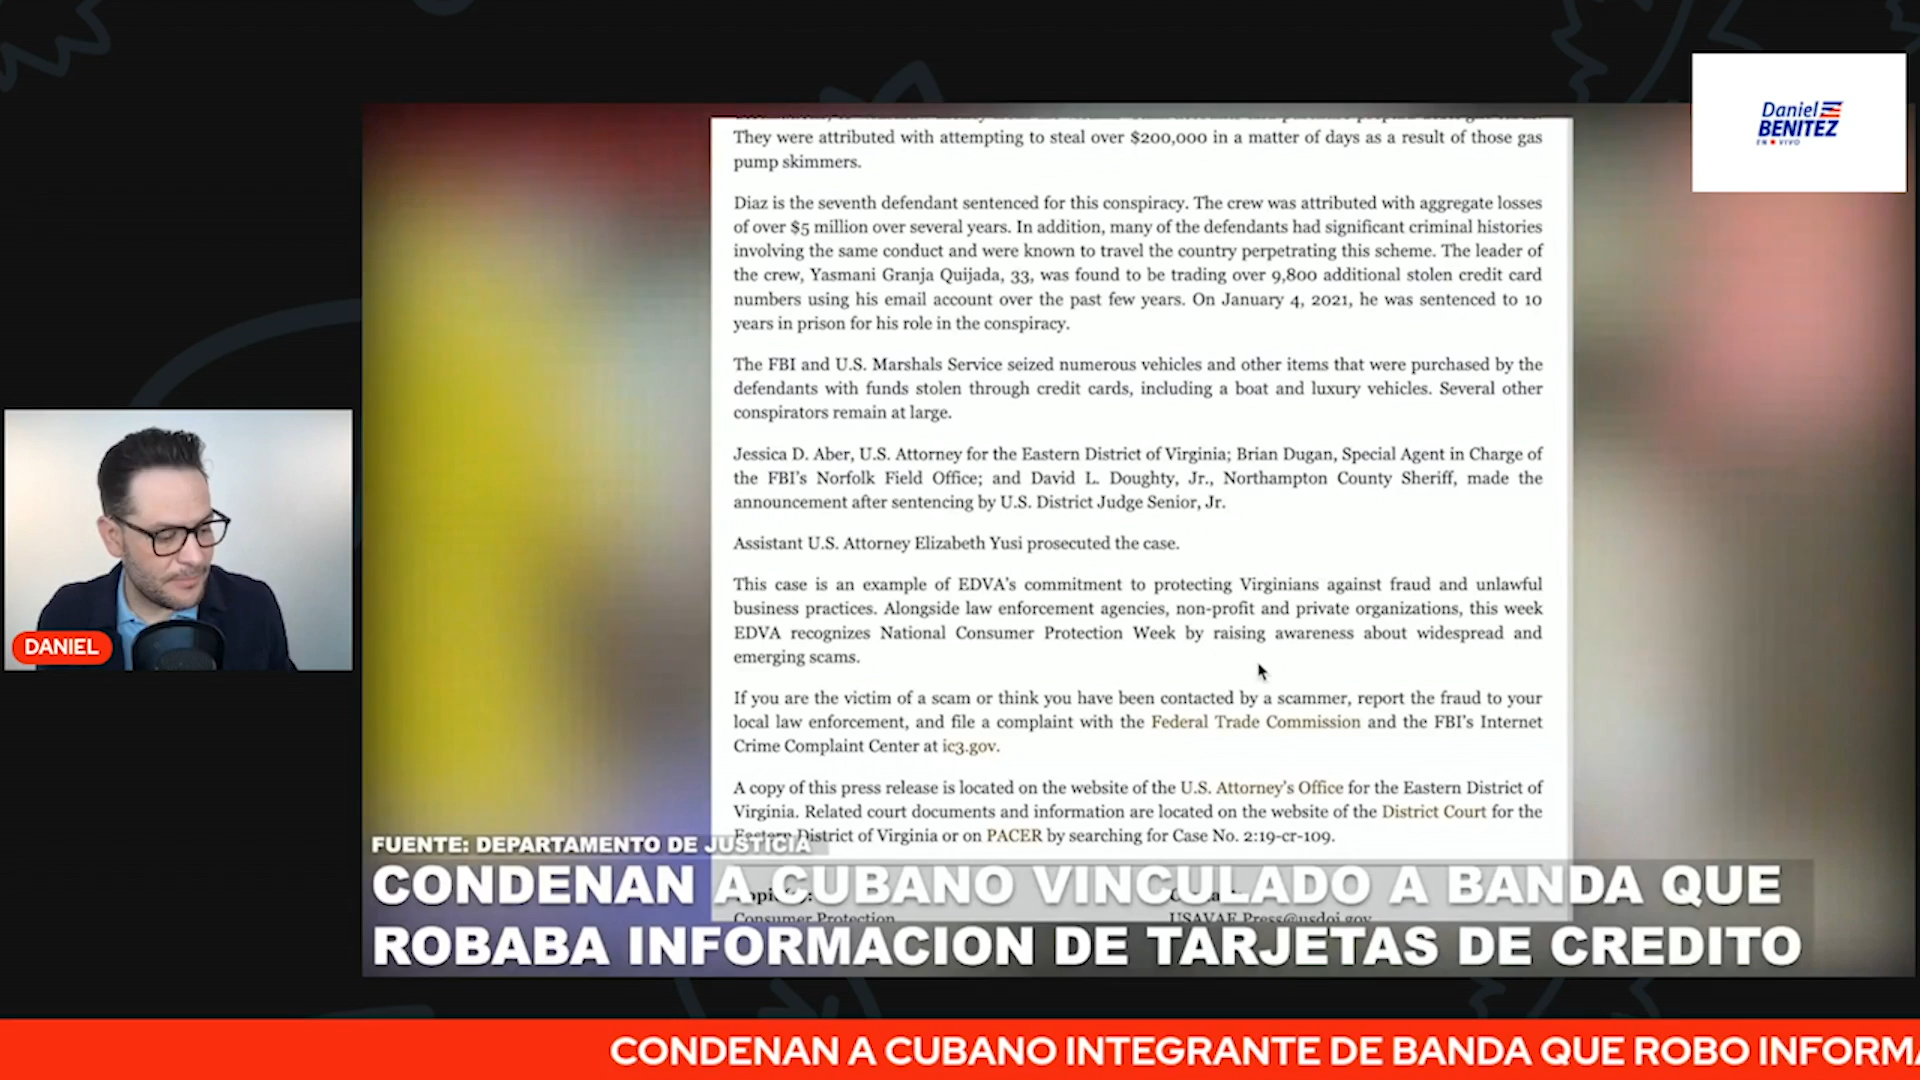 Daniel
BENITEZ
EN VIVO
They were attributed with attempting to steal over $200,000 in a matter of days as a result of those gas
pump skimmers.
Diaz is the seventh defendant sentenced for this conspiracy. The crew was attributed with aggregate losses
of over $5 million over several years. In addition, many of the defendants had significant criminal histories
involving the same conduct and were known to travel the country perpetrating this scheme. The leader of
the crew, Yasmani Granja Quijada, 33, was found to be trading over 9,800 additional stolen credit card
numbers using his email account over the past few years. On January 4, 2021, he was sentenced to 10
years in prison for his role in the conspiracy.
The FBI and U.S. Marshals Service seized numerous vehicles and other items that were purchased by the
defendants with funds stolen through credit cards, including a boat and luxury vehicles. Several other
conspirators remain at large.
Jessica D. Aber, U.S. Attorney for the Eastern District of Virginia; Brian Dugan, Special Agent in Charge of
the FBI's Norfolk Field Office; and David L. Doughty, Jr., Northampton County Sheriff, made the
announcement after sentencing by U.S. District Judge Senior, Jr.
Assistant U.S. Attorney Elizabeth Yusi prosecuted the case.
This case is an example of EDVA's commitment to protecting Virginians against fraud and unlawful
business practices. Alongside law enforcement agencies, non-profit and private organizations, this week
EDVA recognizes National Consumer Protection Week by raising awareness about widespread and
emerging scams.
If you are the victim of a scam or think you have been contacted by a scammer, report the fraud to your
local law enforcement, and file a complaint with the Federal Trade Commission and the FBI's Internet
Crime Complaint Center at ic3.gov.
A copy of this press release is located on the website of the U.S. Attorney's Office for the Eastern District of
Virginia. Related court documents and information are located on the website of the District Court for the
Eastern District of Virginia or on PACER by searching for Case No. 2:19-cr-109.
Consumer Protection
USAVAE.Press@usdoj.gov
DANIEL
FUENTE: DEPARTAMENTO DE JUSTICIA
CONDENAN A CUBANO VINCULADO A BANDA QUE
ROBABA INFORMACION DE TARJETAS DE CREDITO
CONDENAN A CUBANO INTEGRANTE DE BANDA QUE ROBO INFORMA